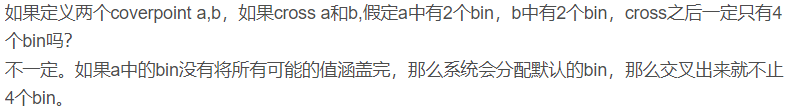 如果定义两个coverpoint a,b，如果cross a和b,假定a中有2个bin，b中有2个bin，cross之后一定只有4
个bin吗？
不一定。如果a中的bin没有将所有可能的值涵盖完，那么系统会分配默认的bin，那么交叉出来就不止
4个bin。